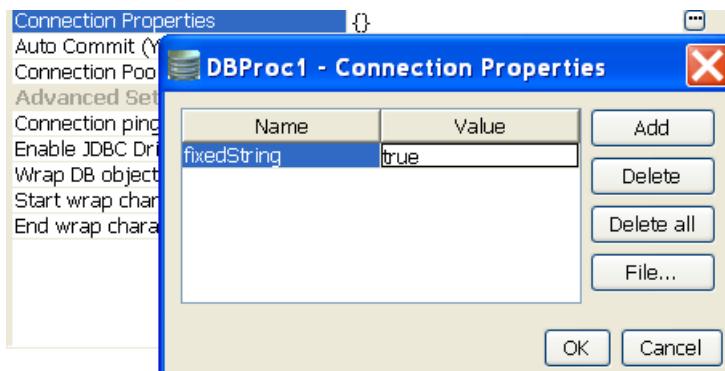 Connection Properties {}
Auto Commit (Y
Connection Poo
Advanced Set
Connection ping
Enable JDBC Dri
Wrap DB object
Start wrap char
End wrap chara
DBProc1 - Connection Properties
Name Value
fixedString true
Add
Delete
Delete all
File...
OK Cancel